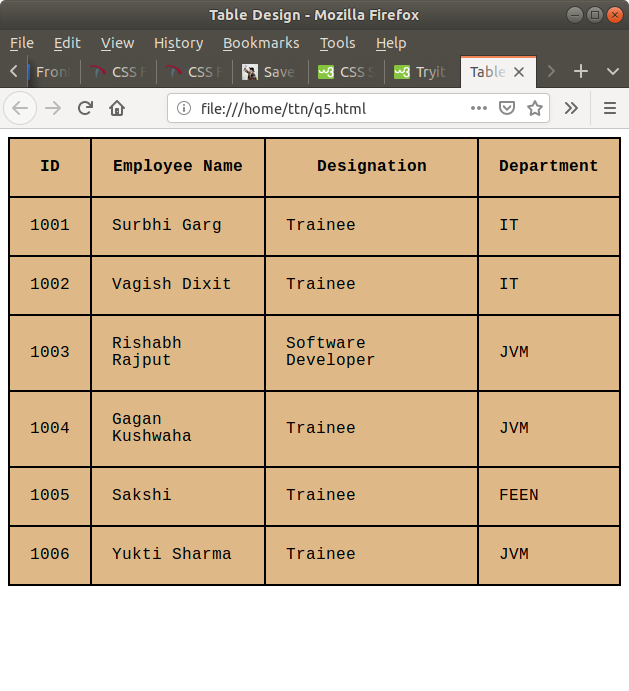 Table Design - Mozilla Firefox
File Edit View History Bookmarks Tools Help
Fron CSS F CSS F Save CSS S Tryit Table
file:///home/ttn/q5.html
ID Employee Name Designation Department
1001 Surbhi Garg Trainee IT
1002 Vagish Dixit Trainee IT
1003 Rishabh Rajput Software Developer JVM
1004 Gagan Kushwaha Trainee JVM
1005 Sakshi Trainee FEEN
1006 Yukti Sharma Trainee JVM